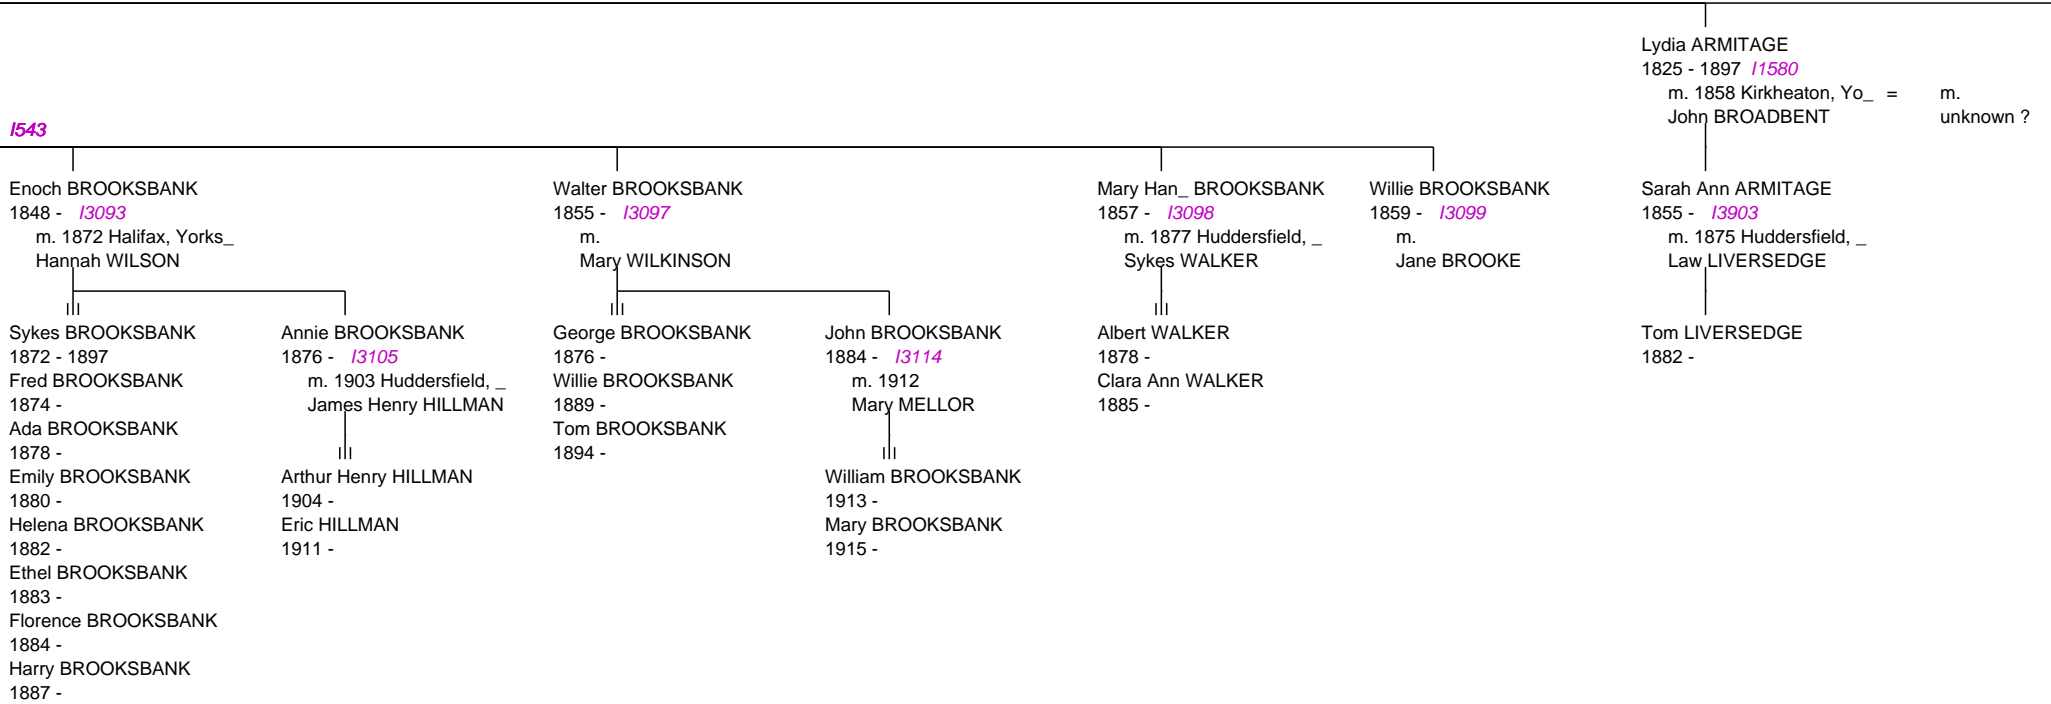 Lydia ARMITAGE
1825 - 1897 I1580
m. 1858 Kirkheaton, Yo_ = m.
John BROADBENT unknown ?
I543
Enoch BROOKSBANK
1848 - I3093
m. 1872 Halifax, Yorks_
Hannah WILSON
Walter BROOKSBANK
1855 - I3097
m.
Mary WILKINSON
Mary Han_ BROOKSBANK
1857 - I3098
m. 1877 Huddersfield, _
Sykes WALKER
Willie BROOKSBANK
1859 - I3099
m.
Jane BROOKE
Sarah Ann ARMITAGE
1855 - I3903
m. 1875 Huddersfield, _
Law LIVERSEDGE
Sykes BROOKSBANK
1872 - 1897
Fred BROOKSBANK
1874 -
Ada BROOKSBANK
1878 -
Emily BROOKSBANK
1880 -
Helena BROOKSBANK
1882 -
Ethel BROOKSBANK
1883 -
Florence BROOKSBANK
1884 -
Harry BROOKSBANK
1887 -
Annie BROOKSBANK
1876 - I3105
m. 1903 Huddersfield, _
James Henry HILLMAN
Arthur Henry HILLMAN
1904 -
Eric HILLMAN
1911 -
George BROOKSBANK
1876 -
Willie BROOKSBANK
1889 -
Tom BROOKSBANK
1894 -
John BROOKSBANK
1884 - I3114
m. 1912
Mary MELLOR
William BROOKSBANK
1913 -
Mary BROOKSBANK
1915 -
Albert WALKER
1878 -
Clara Ann WALKER
1885 -
Tom LIVERSEDGE
1882 -